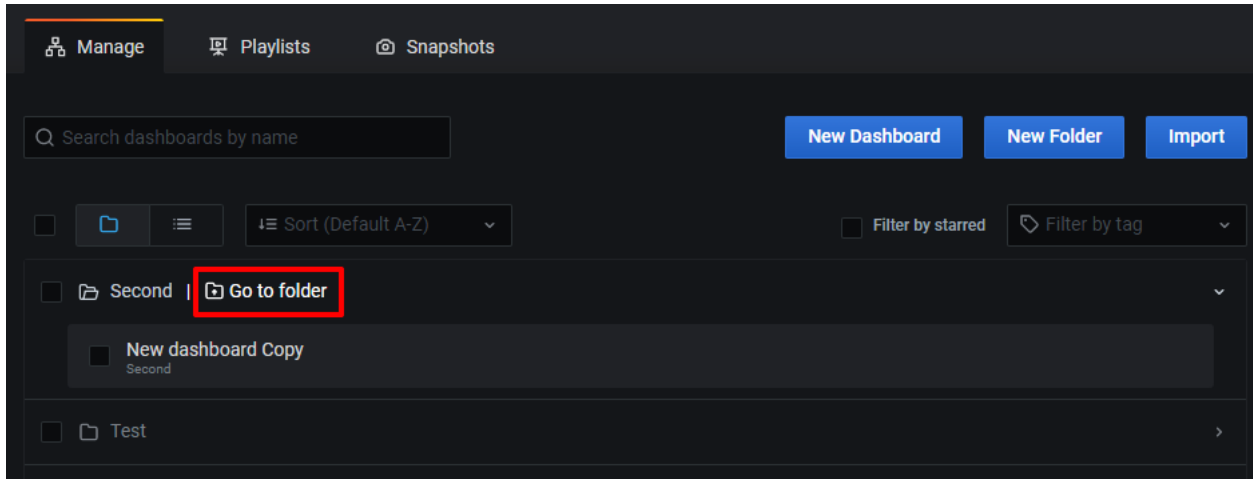 Manage Playlists Snapshots
Search dashboards by name New Dashboard New Folder Import
Sort (Default A-Z) Filter by starred Filter by tag
Second | Go to folder
New dashboard Copy
Second
Test